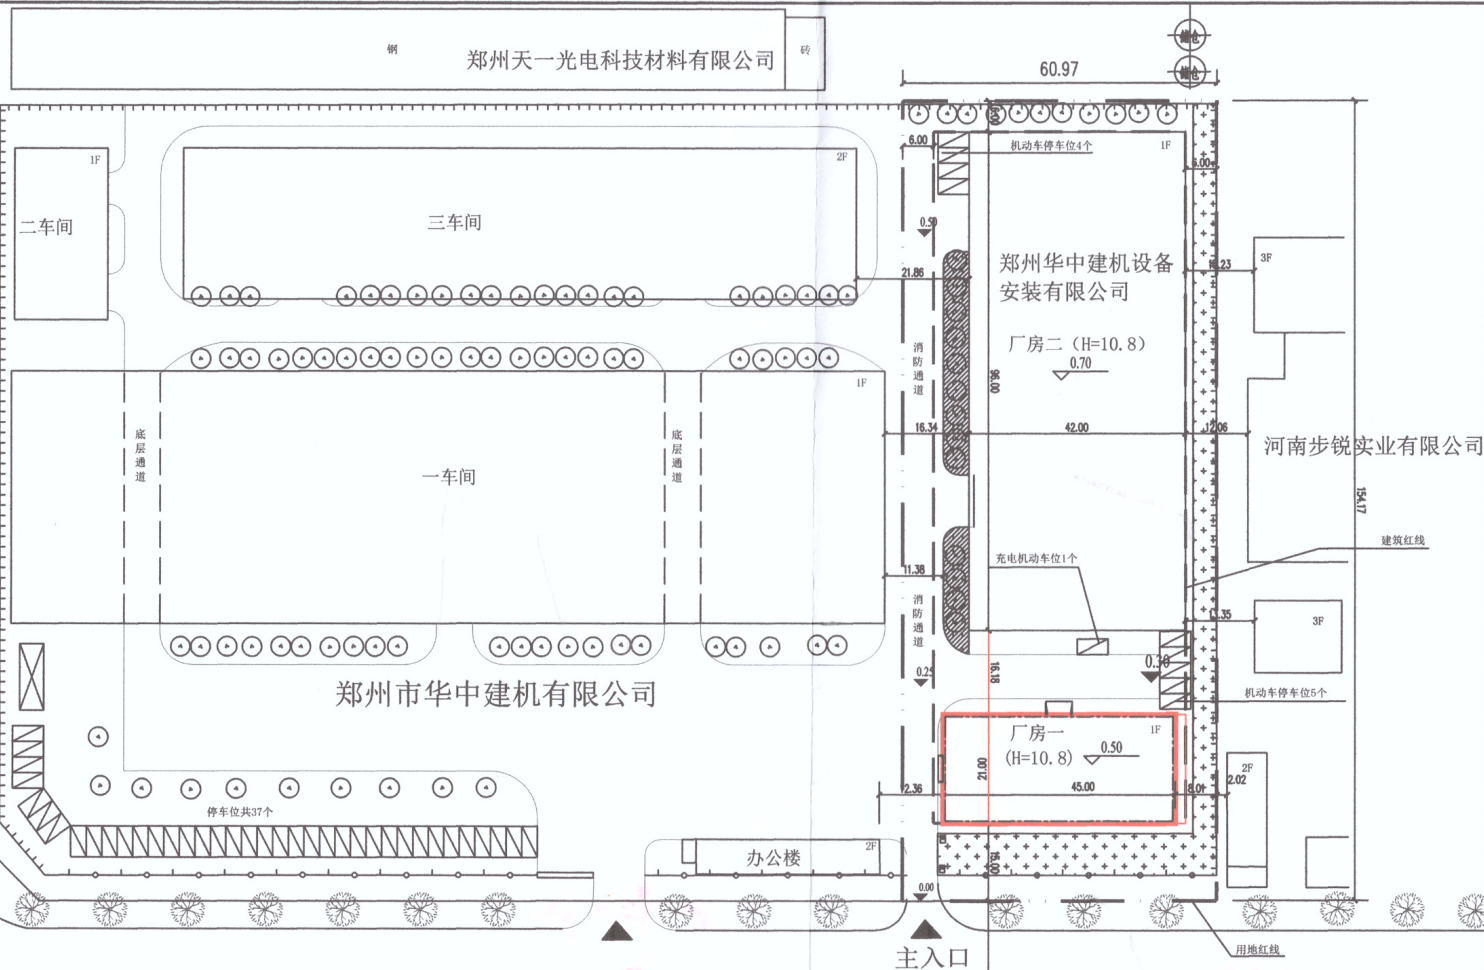 钢
郑州天一光电科技材料有限公司
砖
60.97
6.00
机动车停车位4个
1F
6.00
1F
二车间
2F
三车间
0.50
21.86
郑州华中建机设备
安装有限公司
3F
厂房二（H=10.8）
0.70
消防通道
96.00
1F
底层通道
底层通道
一车间
16.34
42.00
12.06
河南步锐实业有限公司
154.17
建筑红线
充电机动车位1个
11.38
消防通道
3F
0.25
16.18
0.30
机动车停车位5个
郑州市华中建机有限公司
厂房一
(H=10.8)
1F
0.50
21.00
45.00
2.02
2F
停车位共37个
办公楼
2F
15.00
0.00
主入口
用地红线